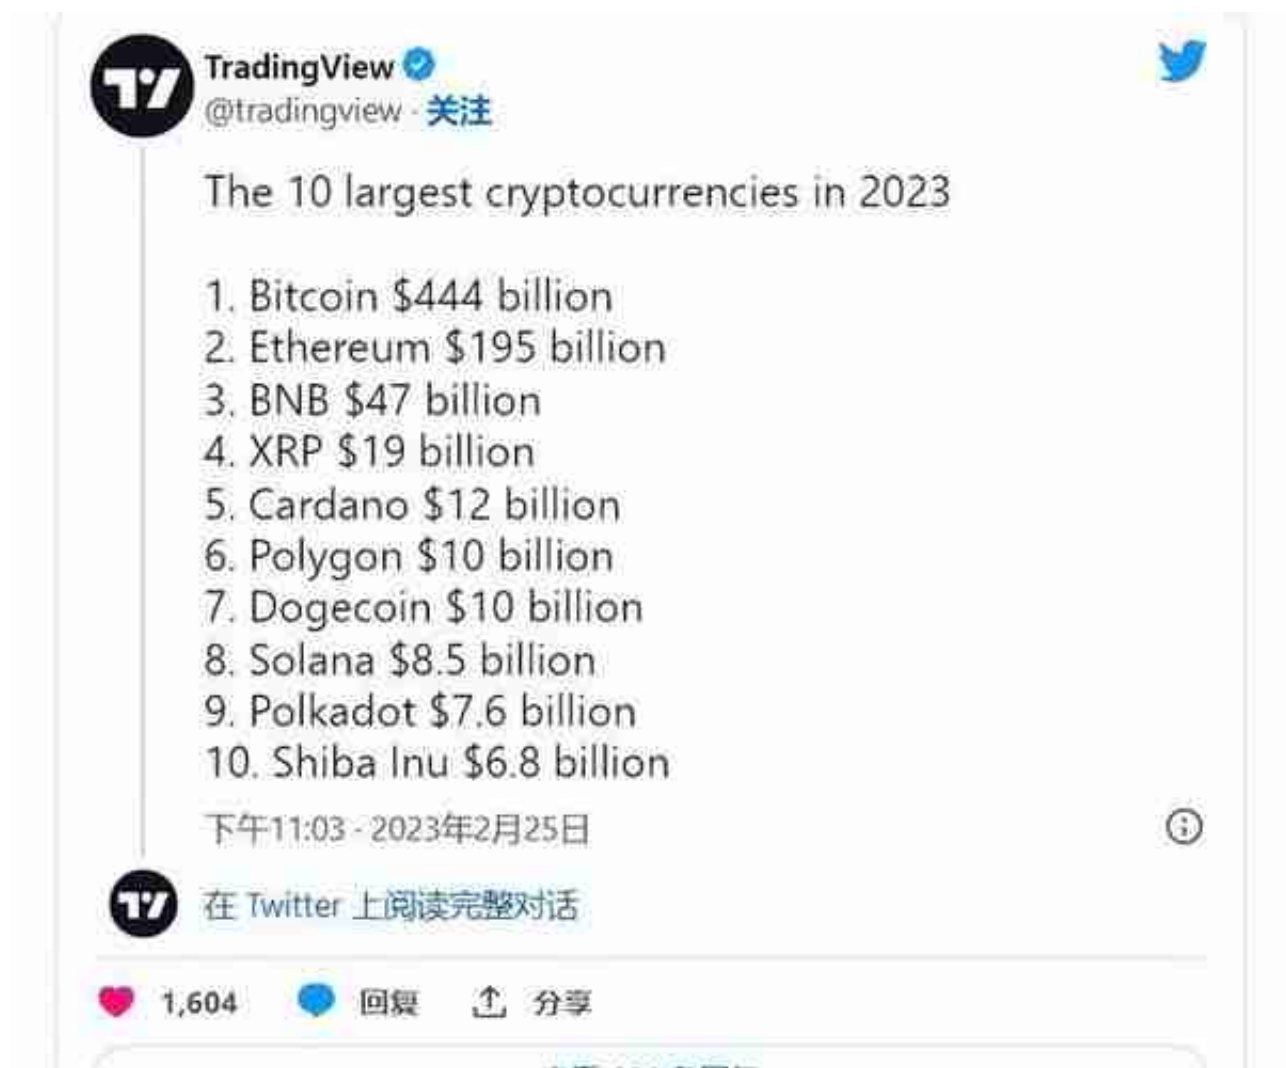 TradingView
@tradingview · 关注
The 10 largest cryptocurrencies in 2023
1. Bitcoin $444 billion
2. Ethereum $195 billion
3. BNB $47 billion
4. XRP $19 billion
5. Cardano $12 billion
6. Polygon $10 billion
7. Dogecoin $10 billion
8. Solana $8.5 billion
9. Polkadot $7.6 billion
10. Shiba Inu $6.8 billion
下午11:03 · 2023年2月25日
在 Twitter 上阅读完整对话
1,604 回复 分享